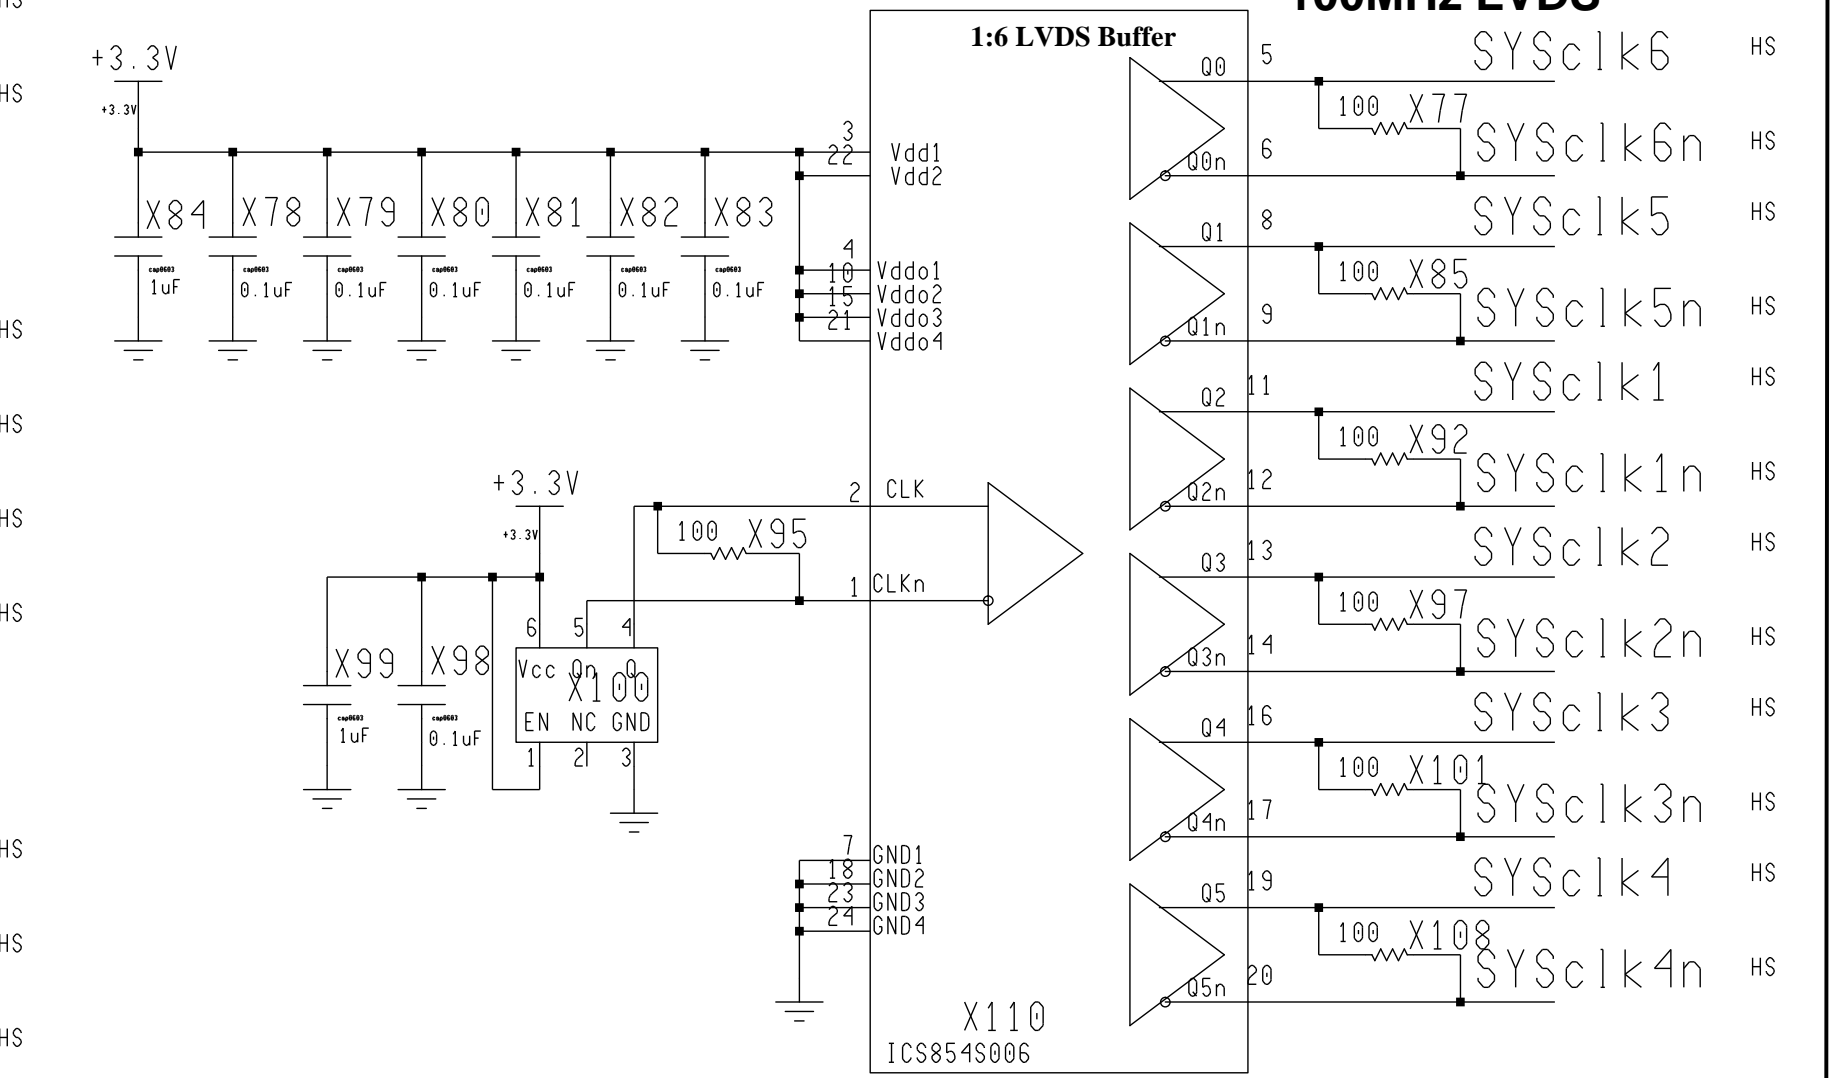 100MHz LVDS
HS
1:6 LVDS Buffer
+3.3V
+3.3V
HS
Q0
5
SYSclk6
HS
100
X77
Q0n
6
SYSclk6n
HS
3
22
Vdd1
Vdd2
X84
X78
X79
X80
X81
X82
X83
cap0603
cap0603
cap0603
cap0603
cap0603
cap0603
cap0603
1uF
0.1uF
0.1uF
0.1uF
0.1uF
0.1uF
0.1uF
4
10
15
21
Vddo1
Vddo2
Vddo3
Vddo4
HS
Q1
8
SYSclk5
HS
100
X85
Q1n
9
SYSclk5n
HS
Q2
11
SYSclk1
HS
100
X92
Q2n
12
SYSclk1n
HS
HS
+3.3V
+3.3V
2
CLK
100
X95
1
CLKn
HS
HS
6
5
4
Vcc
Qn
Q
X100
EN
NC
GND
1
2
3
X99
X98
cap0603
cap0603
1uF
0.1uF
Q3
13
SYSclk2
HS
100
X97
Q3n
14
SYSclk2n
HS
Q4
16
SYSclk3
HS
100
X101
Q4n
17
SYSclk3n
HS
HS
7
18
23
24
GND1
GND2
GND3
GND4
HS
Q5
19
SYSclk4
HS
100
X108
Q5n
20
SYSclk4n
HS
HS
X110
ICS854S006